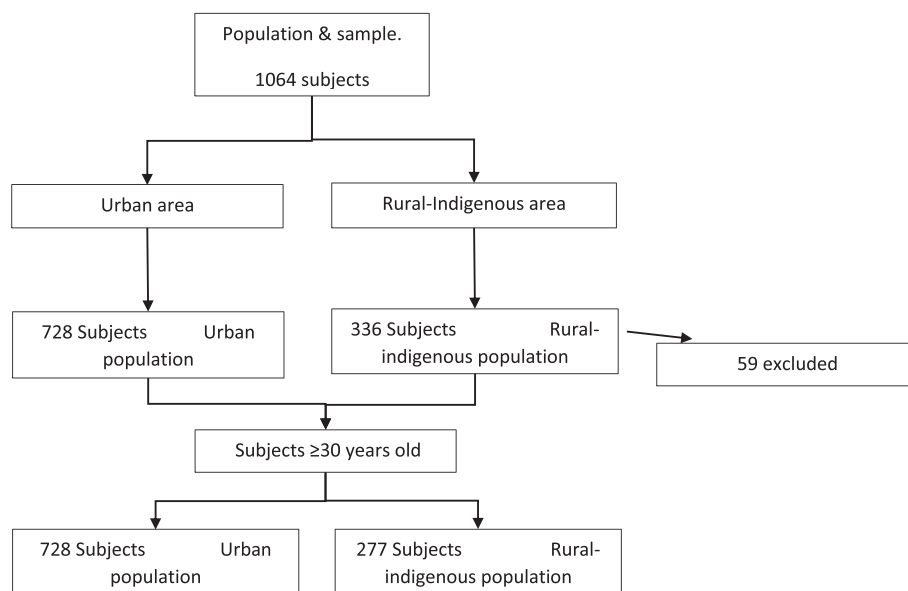 Population & sample.
1064 subjects
Urban area
Rural-Indigenous area
728 Subjects Urban
population
336 Subjects Rural-
indigenous population
59 excluded
Subjects ≥30 years old
728 Subjects Urban
population
277 Subjects Rural-
indigenous population